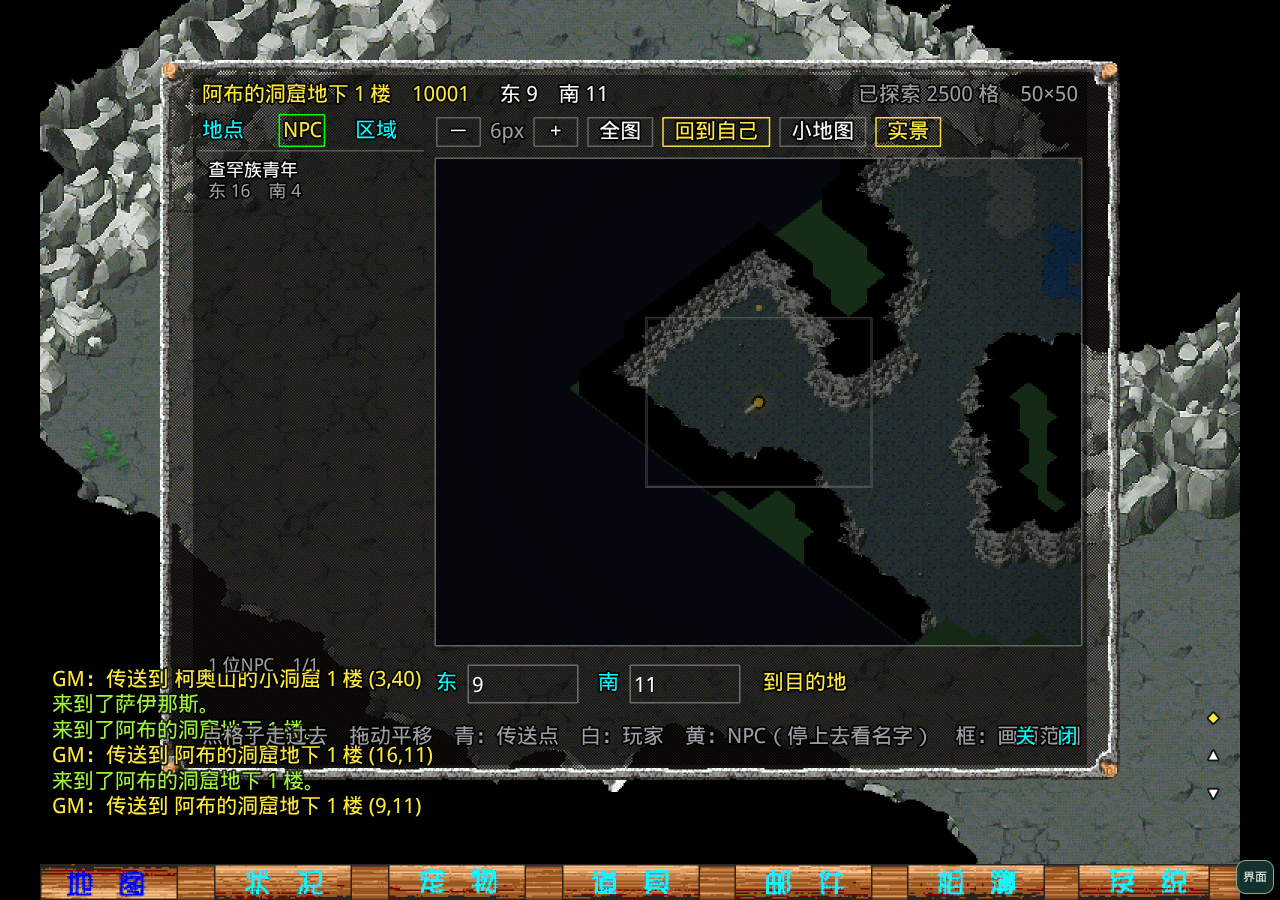 阿布的洞窟地下 1 楼 10001 东 9 南 11 已探索 2500 格 50×50
地点 NPC 区域 — 6px + 全图 回到自己 小地图 实景
查罕族青年
东 16 南 4
1 位NPC 1/1
东 9 南 11 到目的地
点格子走过去 拖动平移 青：传送点 白：玩家 黄：NPC（停上去看名字） 框：画面范围
关闭
GM：传送到 柯奥山的小洞窟 1 楼 (3,40)
来到了萨伊那斯。
来到了阿布的洞窟地下 1 楼。
GM：传送到 阿布的洞窟地下 1 楼 (16,11)
来到了阿布的洞窟地下 1 楼。
GM：传送到 阿布的洞窟地下 1 楼 (9,11)
地图 状况 宠物 道具 邮件 相簿 系统
界面